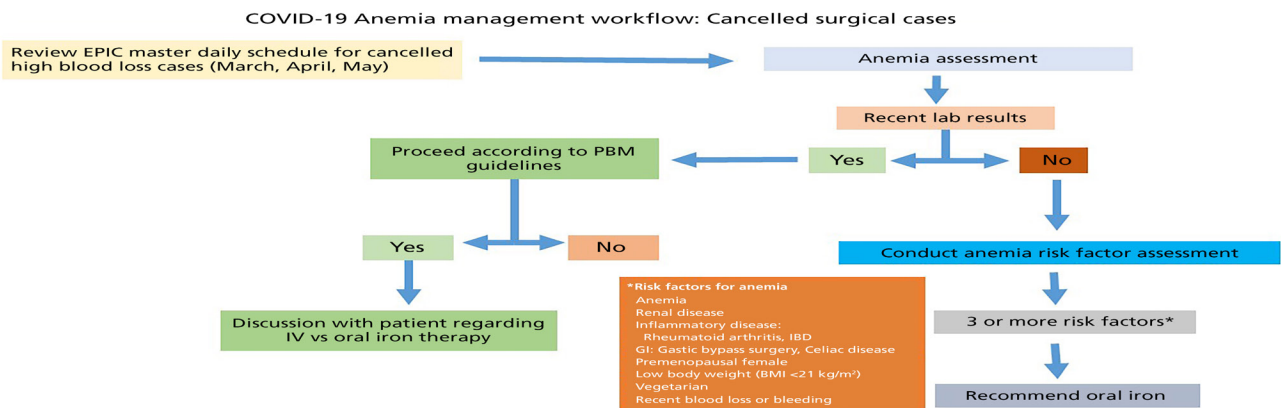 COVID-19 Anemia management workflow: Cancelled surgical cases
Review EPIC master daily schedule for cancelled
high blood loss cases (March, April, May)
Anemia assessment
Recent lab results
Yes
No
Proceed according to PBM
guidelines
Yes
No
Discussion with patient regarding
IV vs oral iron therapy
Conduct anemia risk factor assessment
3 or more risk factors*
Recommend oral iron
*Risk factors for anemia
Anemia
Renal disease
Inflammatory disease:
Rheumatoid arthritis, IBD
GI: Gastic bypass surgery, Celiac disease
Premenopausal female
Low body weight (BMI <21 kg/m²)
Vegetarian
Recent blood loss or bleeding